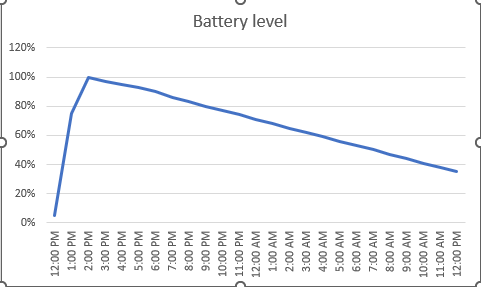 Battery level
120%
100%
80%
60%
40%
20%
0%
12:00 PM
1:00 PM
2:00 PM
3:00 PM
4:00 PM
5:00 PM
6:00 PM
7:00 PM
8:00 PM
9:00 PM
10:00 PM
11:00 PM
12:00 AM
1:00 AM
2:00 AM
3:00 AM
4:00 AM
5:00 AM
6:00 AM
7:00 AM
8:00 AM
9:00 AM
10:00 AM
11:00 AM
12:00 PM